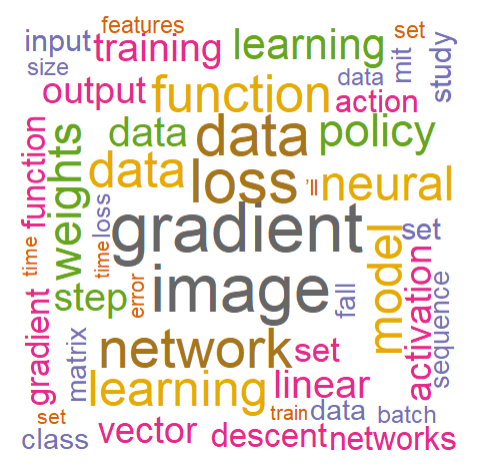 features
set
input
training
learning
size
data
mit
study
output
function
action
function
data
data
policy
weights
data
loss
'll
neural
loss
gradient
set
time
time
model
activation
image
error
fall
sequence
step
gradient
matrix
network
set
learning
linear
set
train
data
batch
class
vector
descent
networks